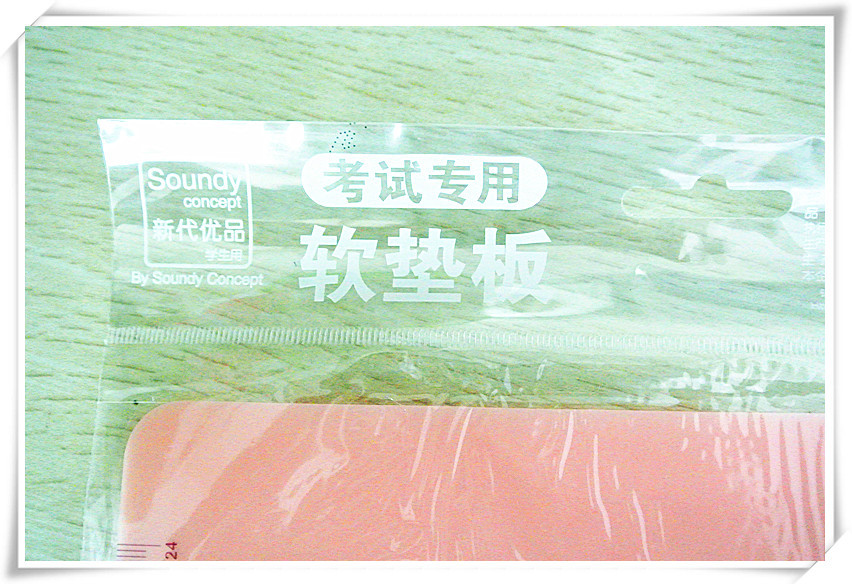 Soundy
concept
新代优品
学生用
By Soundy Concept
考试专用
软垫板
24